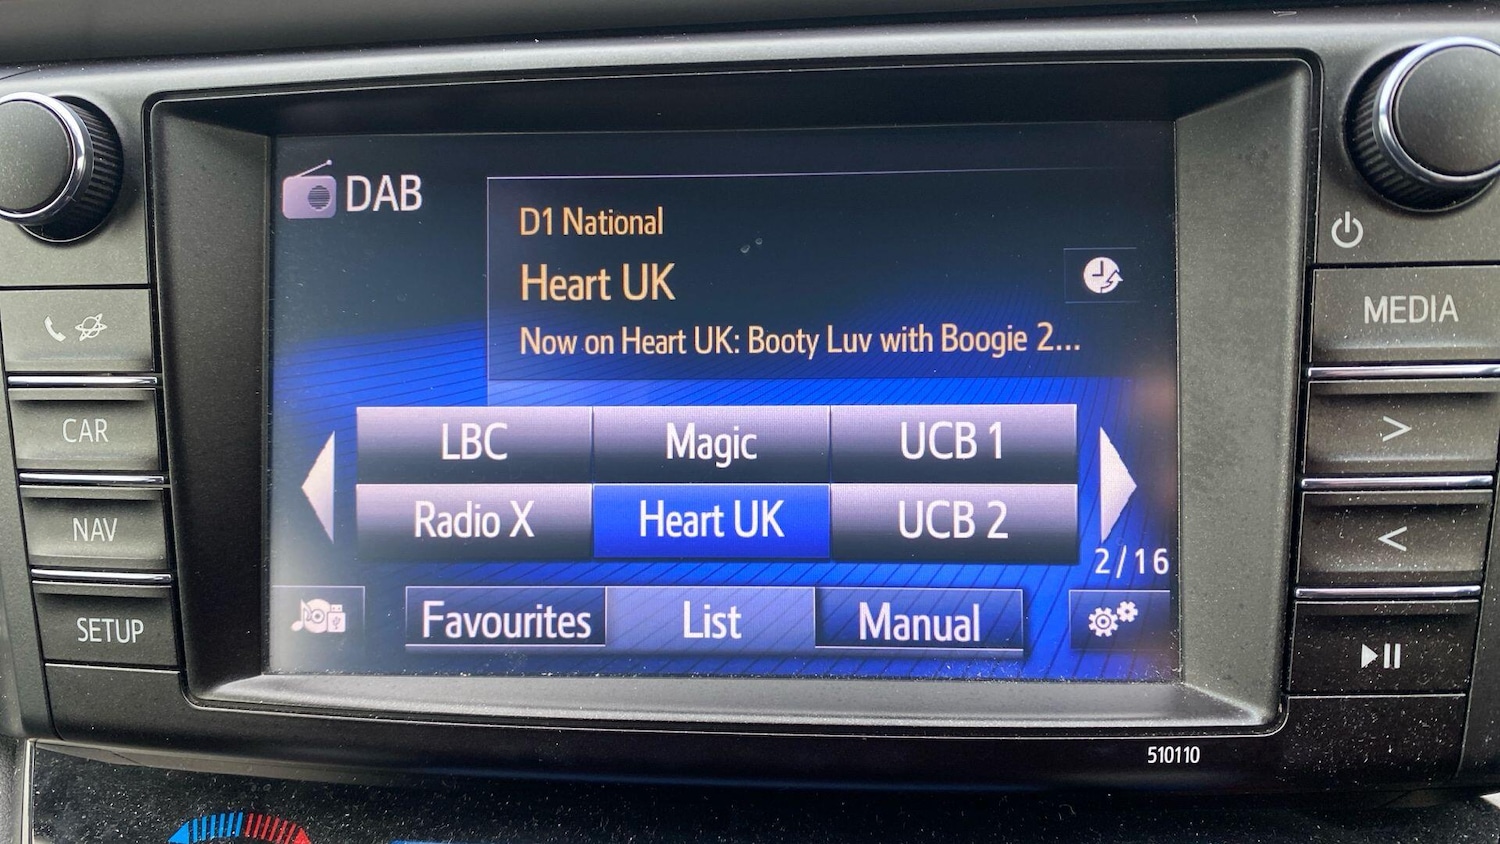 DAB
D1 National
Heart UK
Now on Heart UK: Booty Luv with Boogie 2...
LBC Magic UCB 1
Radio X Heart UK UCB 2
2/16
Favourites List Manual
CAR
NAV
SETUP
MEDIA
>
<
510110